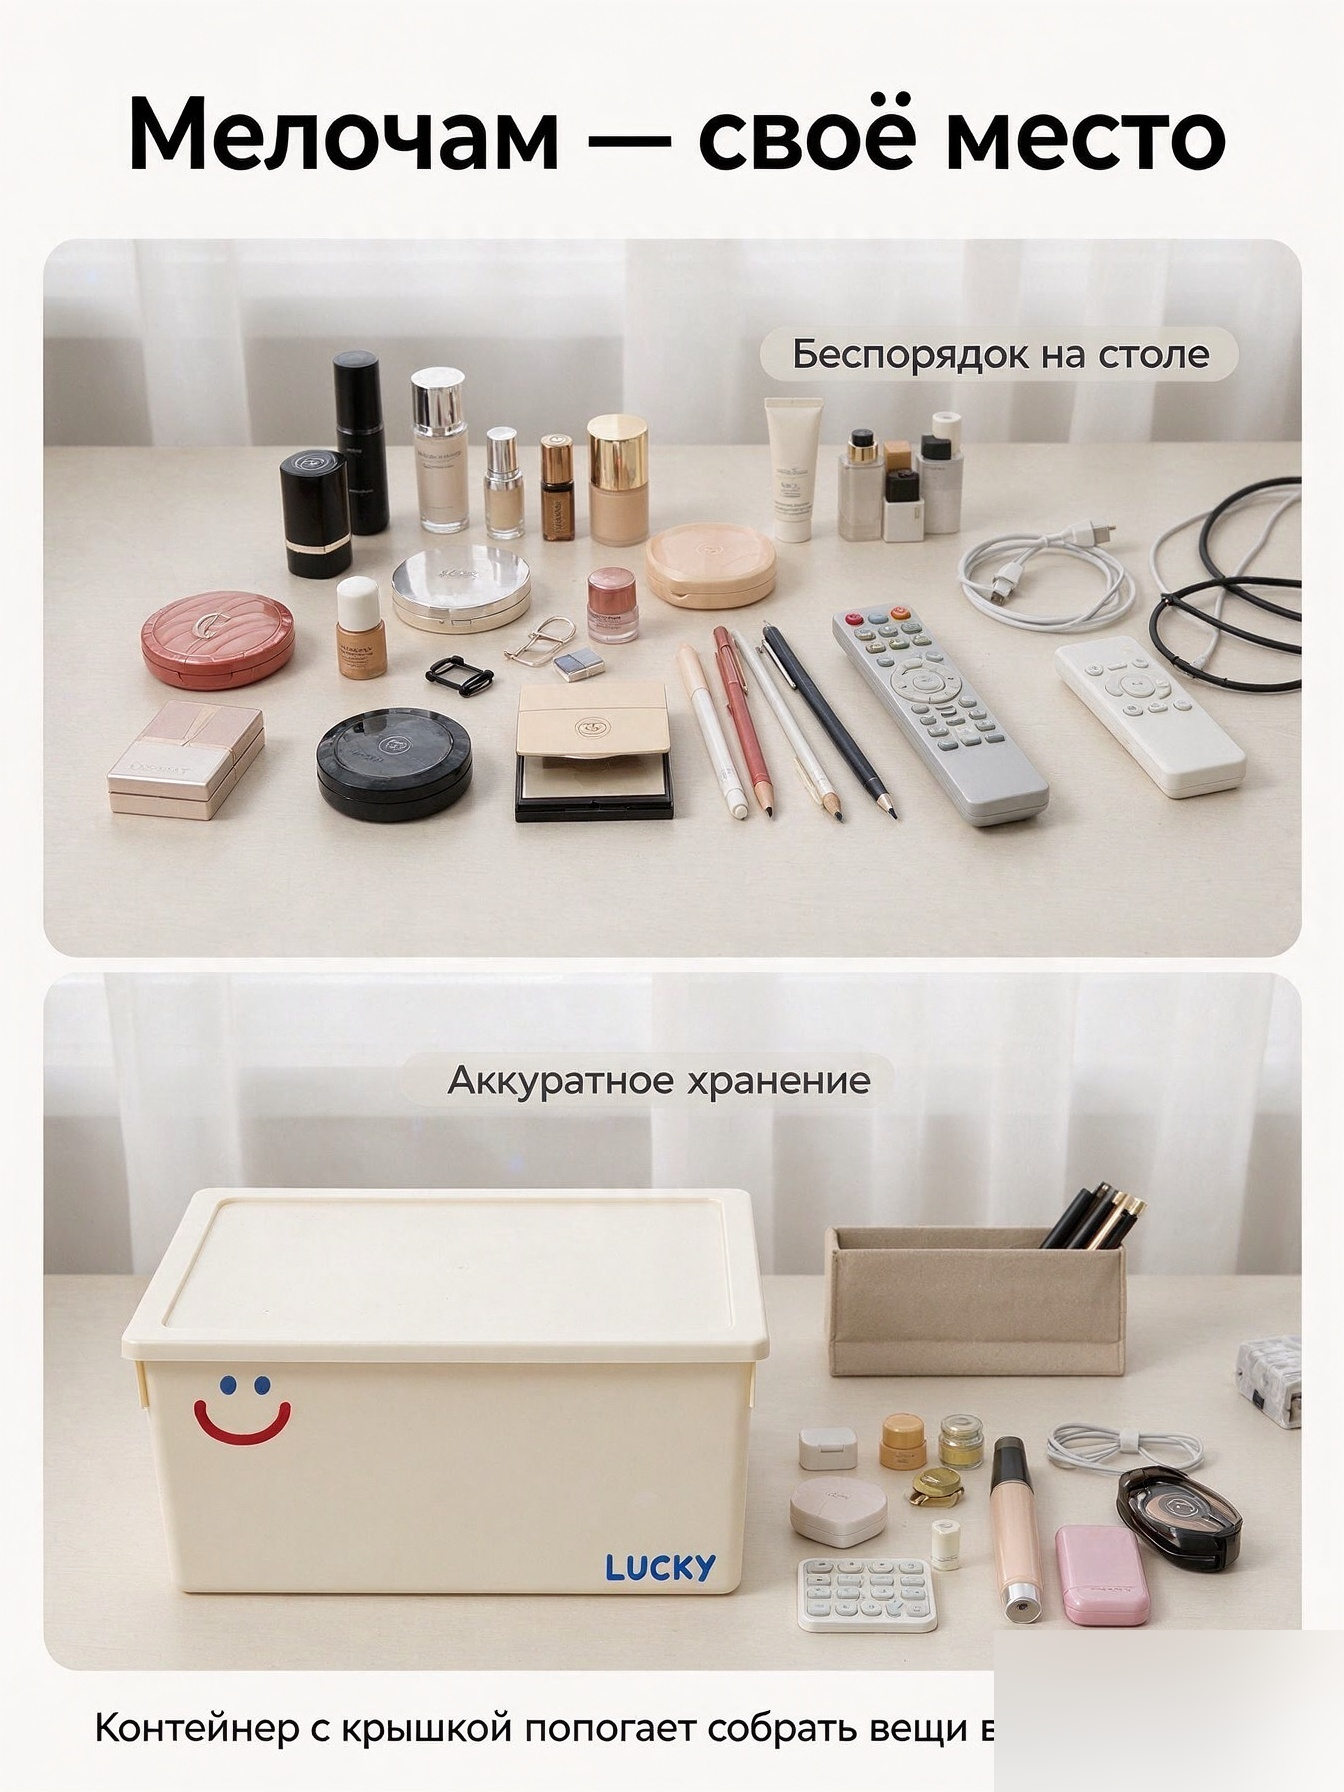 Мелочам — своё место
Беспорядок на столе
Аккуратное хранение
LUCKY
Контейнер с крышкой попогает собрать вещи в